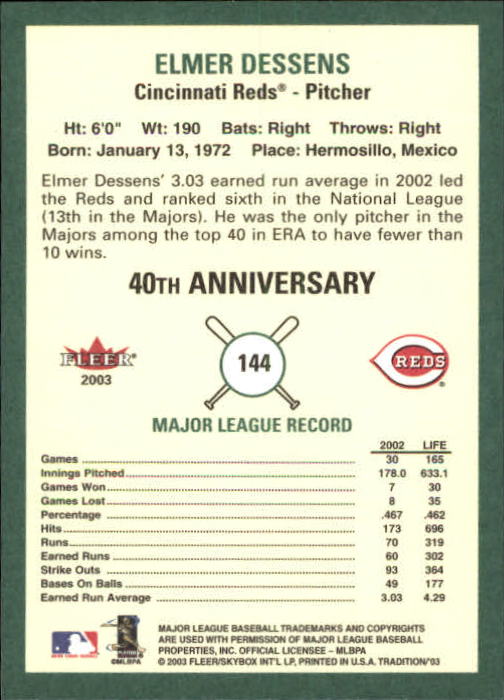 ELMER DESSENS
Cincinnati Reds® - Pitcher
Ht: 6'0" Wt: 190 Bats: Right Throws: Right
Born: January 13, 1972 Place: Hermosillo, Mexico
Elmer Dessens' 3.03 earned run average in 2002 led
the Reds and ranked sixth in the National League
(13th in the Majors). He was the only pitcher in the
Majors among the top 40 in ERA to have fewer than
10 wins.
40TH ANNIVERSARY
FLEER®
2003
144
REDS
®
MAJOR LEAGUE RECORD
2002 LIFE
Games 30 165
Innings Pitched 178.0 633.1
Games Won 7 30
Games Lost 8 35
Percentage .467 .462
Hits 173 696
Runs 70 319
Earned Runs 60 302
Strike Outs 93 364
Bases On Balls 49 177
Earned Run Average 3.03 4.29
©MLBPA
MAJOR LEAGUE BASEBALL TRADEMARKS AND COPYRIGHTS
ARE USED WITH PERMISSION OF MAJOR LEAGUE BASEBALL
PROPERTIES, INC. OFFICIAL LICENSEE - MLBPA
© 2003 FLEER/SKYBOX INT'L LP, PRINTED IN U.S.A. TRADITION/'03